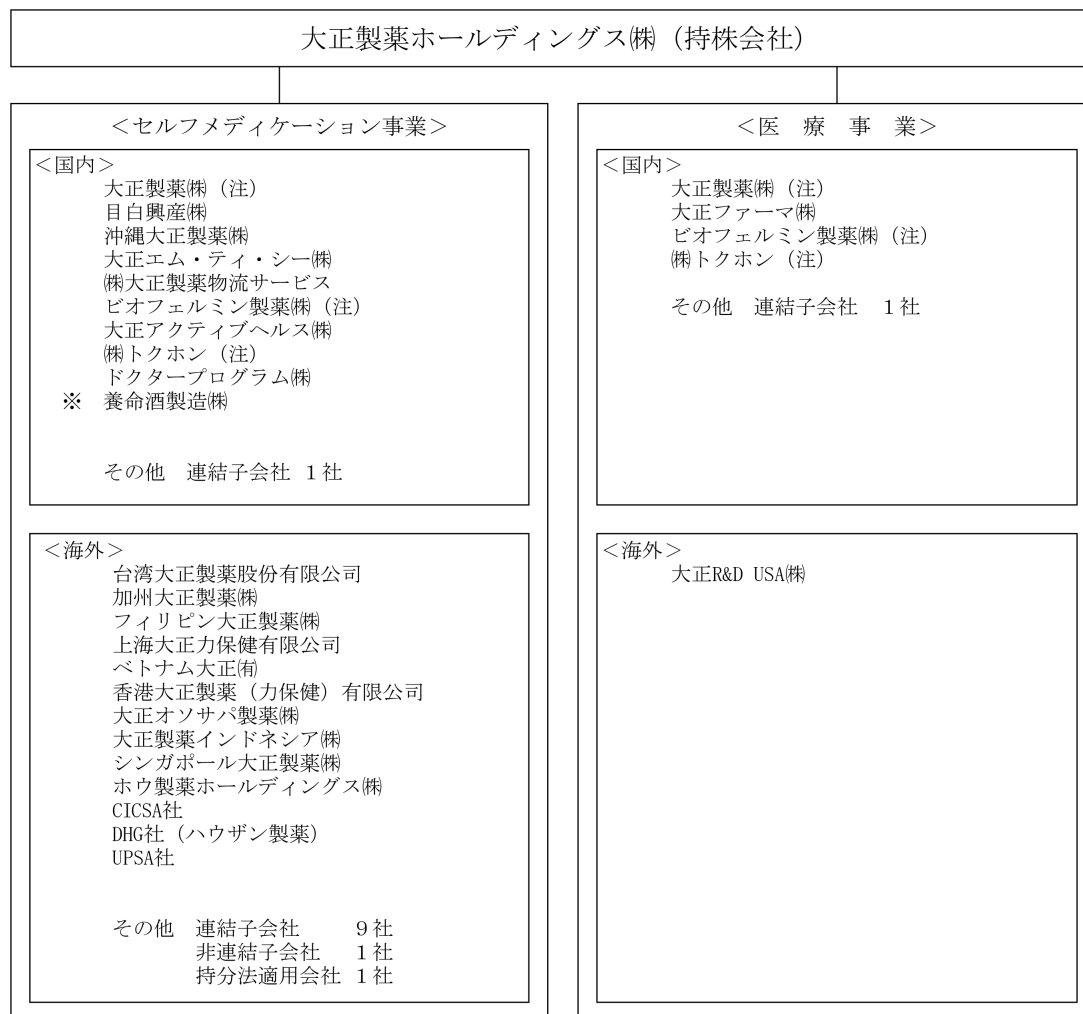 大正製薬ホールディングス㈱（持株会社）
＜セルフメディケーション事業＞
＜国内＞
大正製薬㈱（注）
目白興産㈱
沖縄大正製薬㈱
大正エム・ティ・シー㈱
㈱大正製薬物流サービス
ビオフェルミン製薬㈱（注）
大正アクティブヘルス㈱
㈱トクホン（注）
ドクタープログラム㈱
※　養命酒製造㈱
その他　連結子会社　１社
＜海外＞
台湾大正製薬股份有限公司
加州大正製薬㈱
フィリピン大正製薬㈱
上海大正力保健有限公司
ベトナム大正㈲
香港大正製薬（力保健）有限公司
大正オソサパ製薬㈱
大正製薬インドネシア㈱
シンガポール大正製薬㈱
ホウ製薬ホールディングス㈱
CICSA社
DHG社（ハウザン製薬）
UPSA社
その他　連結子会社　　９社
非連結子会社　１社
持分法適用会社　１社
＜医　療　事　業＞
＜国内＞
大正製薬㈱（注）
大正ファーマ㈱
ビオフェルミン製薬㈱（注）
㈱トクホン（注）
その他　連結子会社　１社
＜海外＞
大正R&D USA㈱